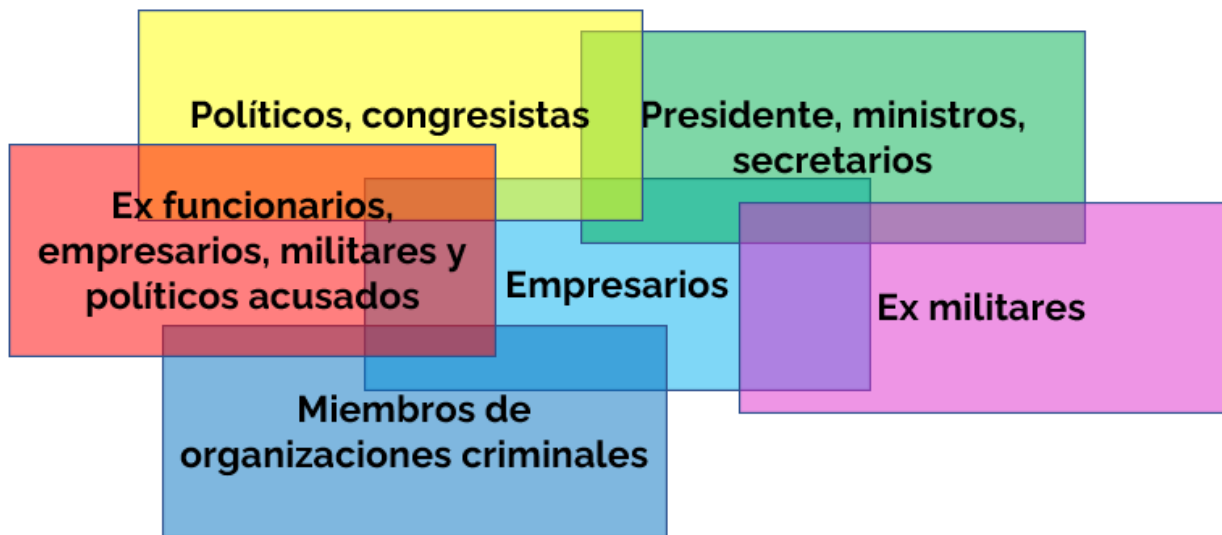 Políticos, congresistas
Presidente, ministros,
secretarios
Ex funcionarios,
empresarios, militares y
políticos acusados
Empresarios
Ex militares
Miembros de
organizaciones criminales